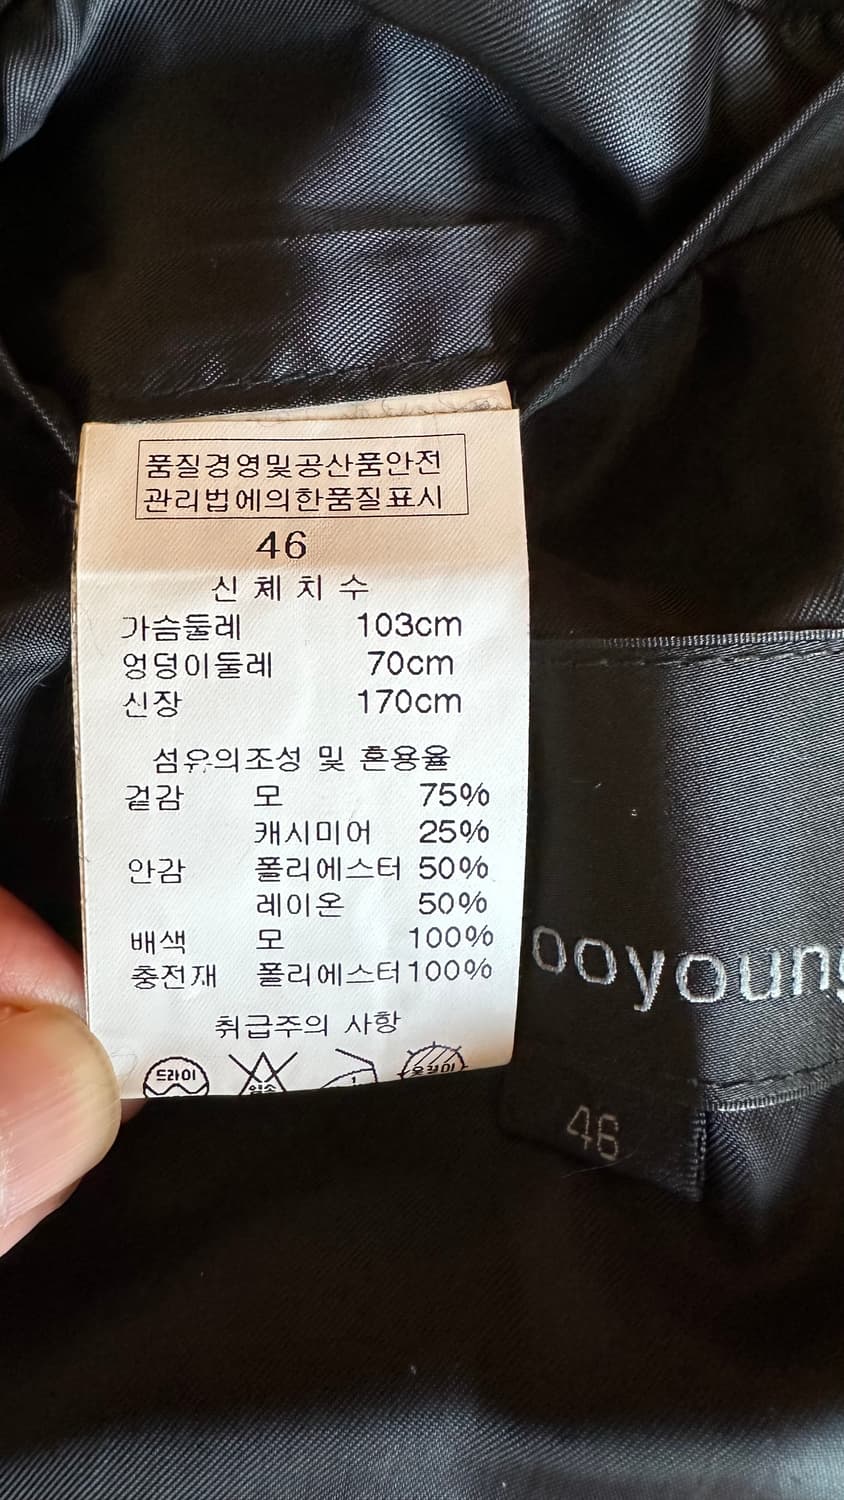 품질경영및공산품안전
관리법에의한품질표시
46
신 체 치 수
가슴둘레 103cm
엉덩이둘레 70cm
신장 170cm
섬유의조성 및 혼용율
겉감 모 75%
캐시미어 25%
안감 폴리에스터 50%
레이온 50%
배색 모 100%
충전재 폴리에스터 100%
취급주의 사항
드라이
ooyoung
46